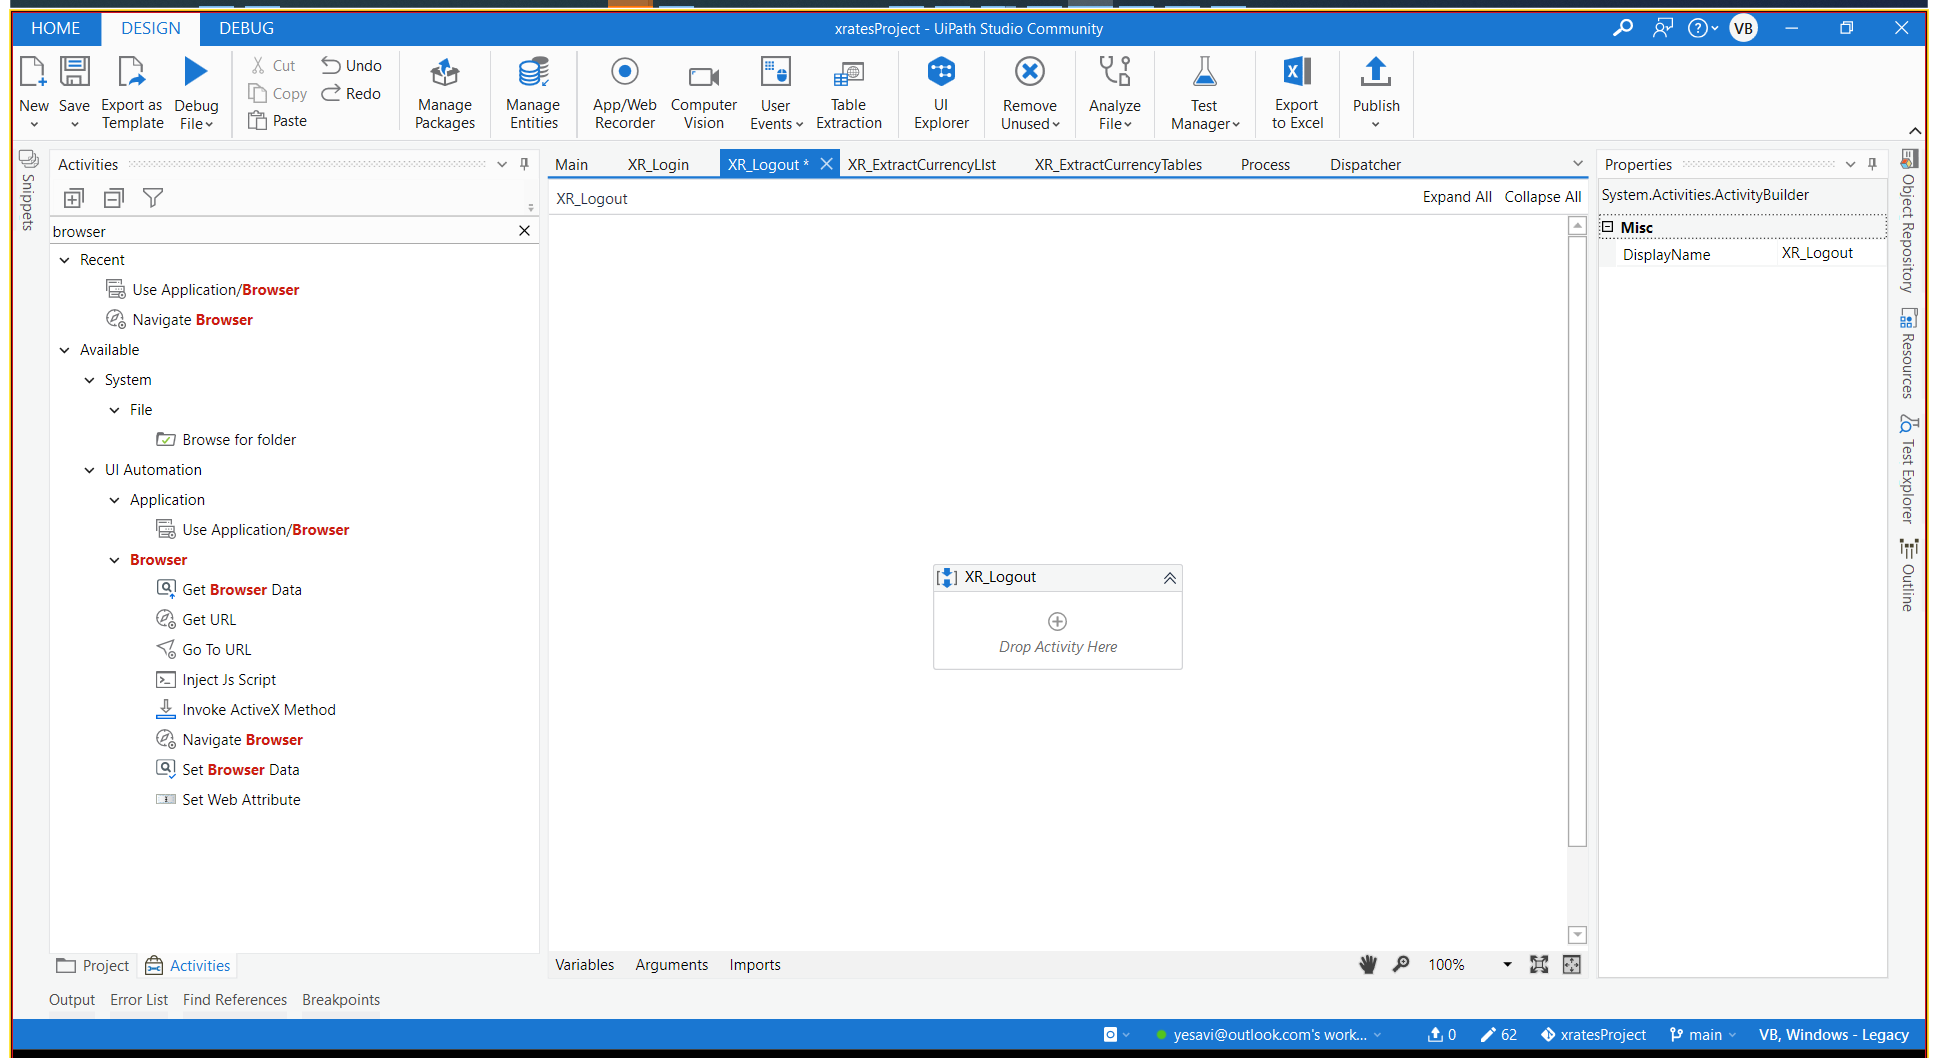 HOME DESIGN DEBUG xratesProject - UiPath Studio Community VB
New Save Export as Template Debug File Cut Copy Paste Undo Redo Manage Packages Manage Entities App/Web Recorder Computer Vision User Events Table Extraction UI Explorer Remove Unused Analyze File Test Manager Export to Excel Publish
Snippets
Activities
browser
Recent
Use Application/Browser
Navigate Browser
Available
System
File
Browse for folder
UI Automation
Application
Use Application/Browser
Browser
Get Browser Data
Get URL
Go To URL
Inject Js Script
Invoke ActiveX Method
Navigate Browser
Set Browser Data
Set Web Attribute
Project Activities
Main XR_Login XR_Logout * XR_ExtractCurrencyLIst XR_ExtractCurrencyTables Process Dispatcher
XR_Logout Expand All Collapse All
XR_Logout
Drop Activity Here
Variables Arguments Imports 100%
Properties
System.Activities.ActivityBuilder
Misc
DisplayName XR_Logout
Object Repository
Resources
Test Explorer
Outline
Output Error List Find References Breakpoints
yesavi@outlook.com's work... 0 62 xratesProject main VB, Windows - Legacy